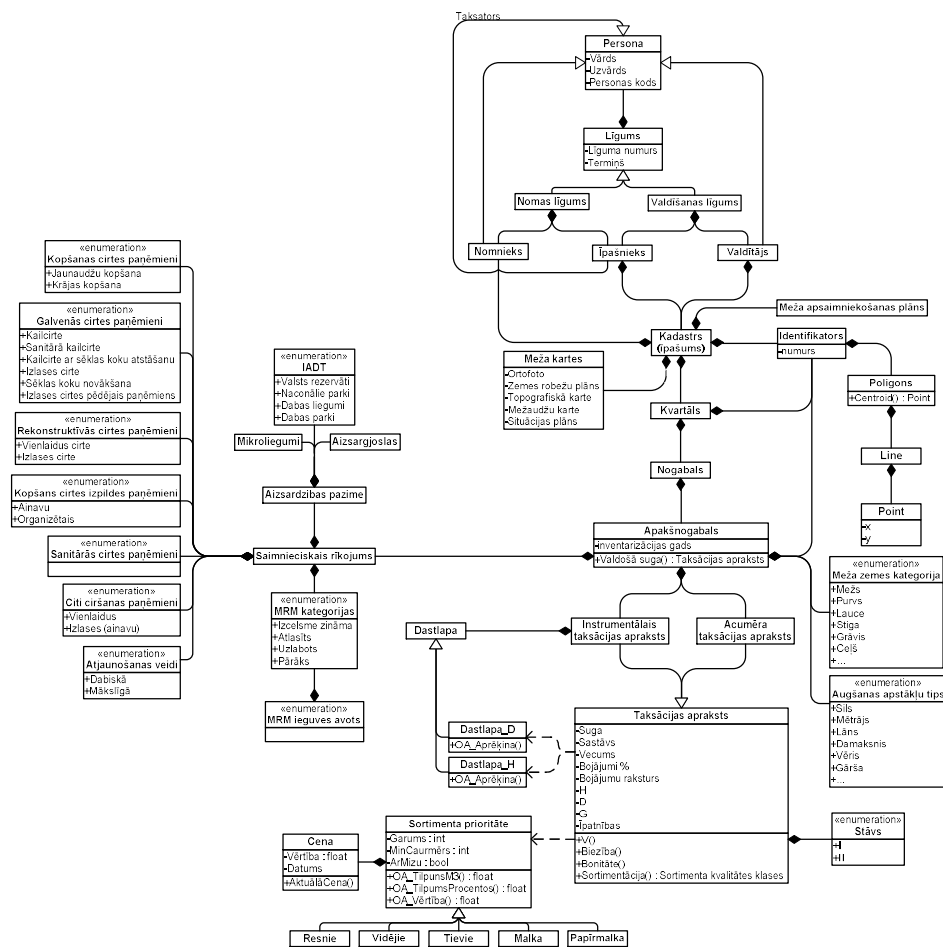 Taksators
Persona
-Vārds
-Uzvārds
-Personas kods
Līgums
-Līguma numurs
-Termiņš
Nomas līgums
Valdīšanas līgums
Nomnieks
Īpašnieks
Valdītājs
Meža apsaimniekošanas plāns
Kadastrs
(īpašums)
Identifikators
-numurs
Meža kartes
-Ortofoto
-Zemes robežu plāns
-Topogrāfiskā karte
-Mežaudžu karte
-Situācijas plāns
Poligons
+Centroid() : Point
Kvartāls
Line
Nogabals
Point
-x
-y
«enumeration»
Kopšanas cirtes paņēmieni
+Jaunaudžu kopšana
+Krājas kopšana
«enumeration»
Galvenās cirtes paņēmieni
+Kailcirte
+Sanitārā kailcirte
+Kailcirte ar sēklas koku atstāšanu
+Izlases cirte
+Sēklas koku novākšana
+Izlases cirtes pēdējais paņēmiens
«enumeration»
IADT
+Valsts rezervāti
+Naconālie parki
+Dabas liegumi
+Dabas parki
«enumeration»
Rekonstruktīvās cirtes paņēmieni
+Vienlaidus cirte
+Izlases cirte
Mikroliegumi
Aizsargjoslas
«enumeration»
Kopšans cirtes izpildes paņēmieni
+Ainavu
+Organizētais
Aizsardzības pazīme
«enumeration»
Sanitārās cirtes paņēmieni
Saimnieciskais rīkojums
Apakšnogabals
-inventarizācijas gads
+Valdošā suga() : Taksācijas apraksts
«enumeration»
Meža zemes kategorija
+Mežs
+Purvs
+Lauce
+Stiga
+Grāvis
+Ceļš
+...
«enumeration»
Citi ciršanas paņēmieni
+Vienlaidus
+Izlases (ainavu)
«enumeration»
MRM kategorijas
+Izcelsme zināma
+Atlasīts
+Uzlabots
+Pārāks
Dastlapa
Instrumentālais
taksācijas apraksts
Acumēra
taksācijas apraksts
«enumeration»
Atjaunošanas veidi
+Dabiskā
+Mākslīgā
«enumeration»
MRM ieguves avots
«enumeration»
Augšanas apstākļu tips
+Sils
+Mētrājs
+Lāns
+Damaksnis
+Vēris
+Gārša
+...
Taksācijas apraksts
-Suga
-Sastāvs
-Vecums
-Bojājumi %
-Bojājumu raksturs
-H
-D
-G
-Īpatnības
+V()
+Biezība()
+Bonitāte()
+Sortimentācija() : Sortimenta kvalitātes klases
Dastlapa_D
+OA_Aprēķina()
Dastlapa_H
+OA_Aprēķina()
«enumeration»
Stāvs
+I
+II
Sortimenta prioritāte
-Garums : int
-MinCaurmērs : int
-ArMizu : bool
+OA_TilpunsM3() : float
+OA_TilpumsProcentos() : float
+OA_Vērtība() : float
Cena
-Vērtība : float
-Datums
+AktuālāCena()
Resnie
Vidējie
Tievie
Malka
Papīrmalka